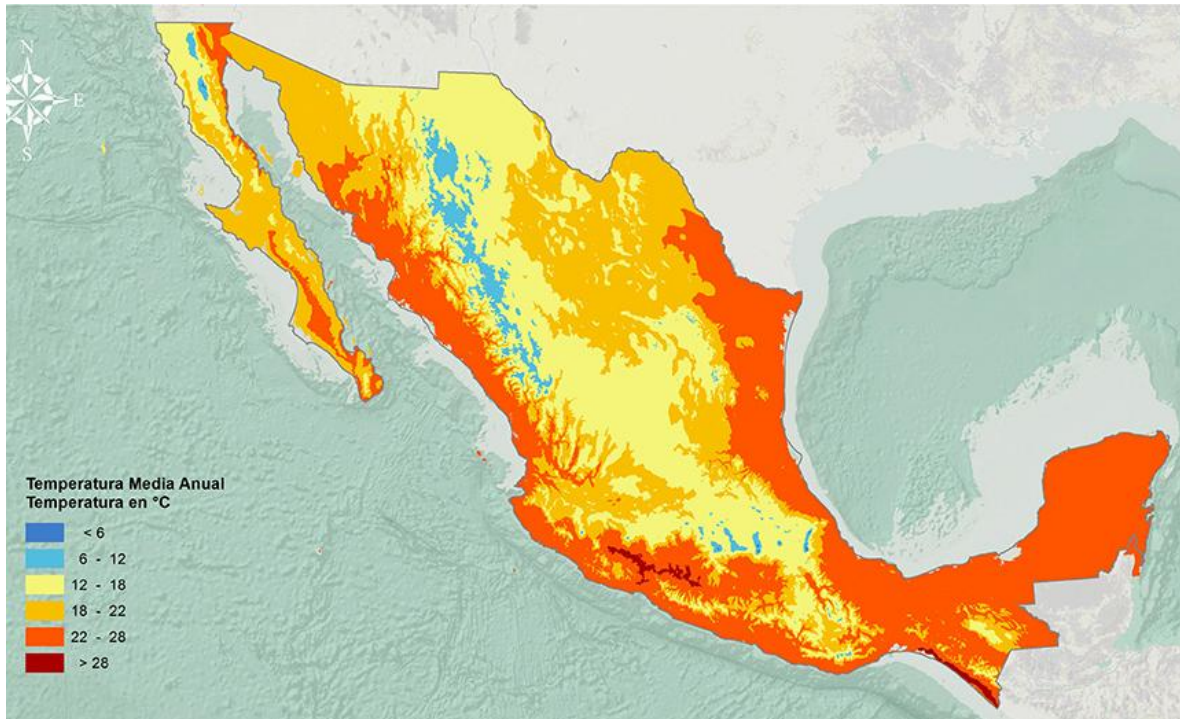 N
E
S
Temperatura Media Anual
Temperatura en °C
< 6
6 - 12
12 - 18
18 - 22
22 - 28
> 28